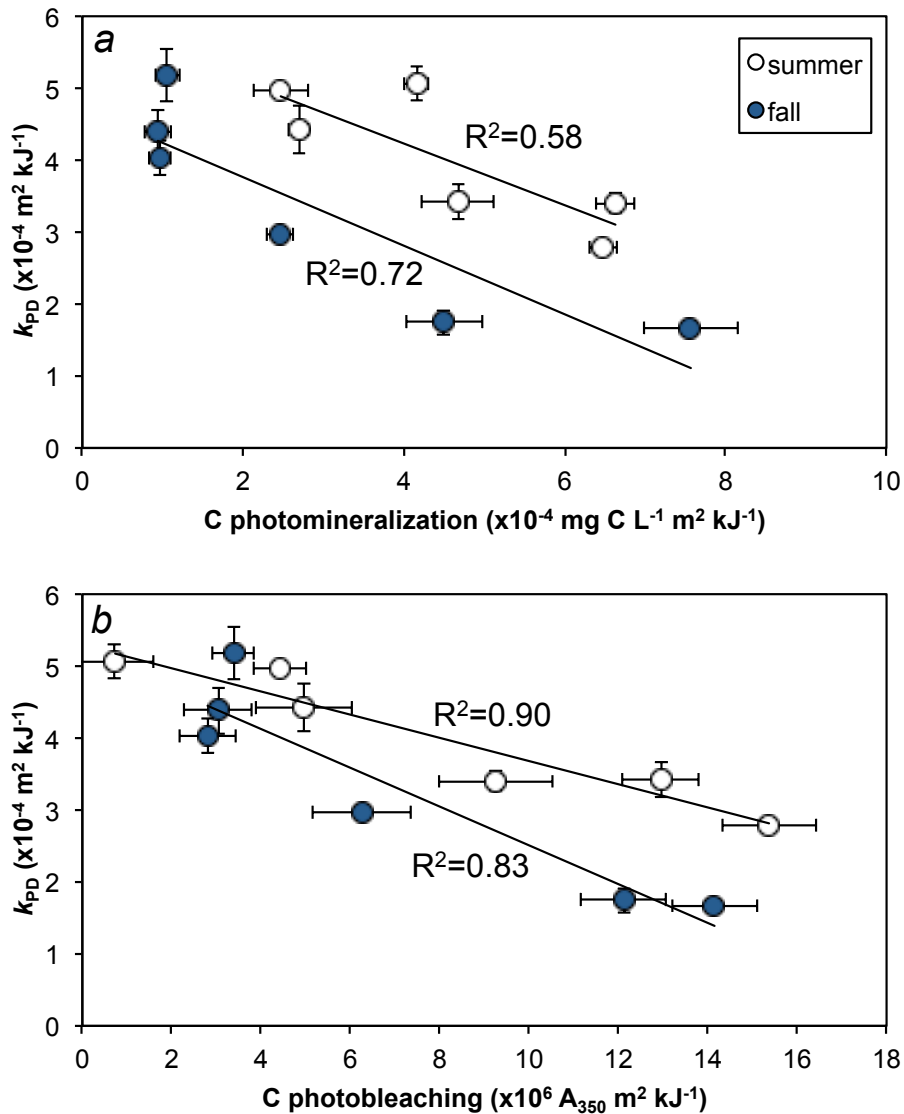 a
6
5
4
3
2
1
0
k_PD (x10⁻⁴ m² kJ⁻¹)
summer
fall
R²=0.58
R²=0.72
0 2 4 6 8 10
C photomineralization (x10⁻⁴ mg C L⁻¹ m² kJ⁻¹)
b
6
5
4
3
2
1
0
k_PD (x10⁻⁴ m² kJ⁻¹)
R²=0.90
R²=0.83
0 2 4 6 8 10 12 14 16 18
C photobleaching (x10⁶ A₃₅₀ m² kJ⁻¹)